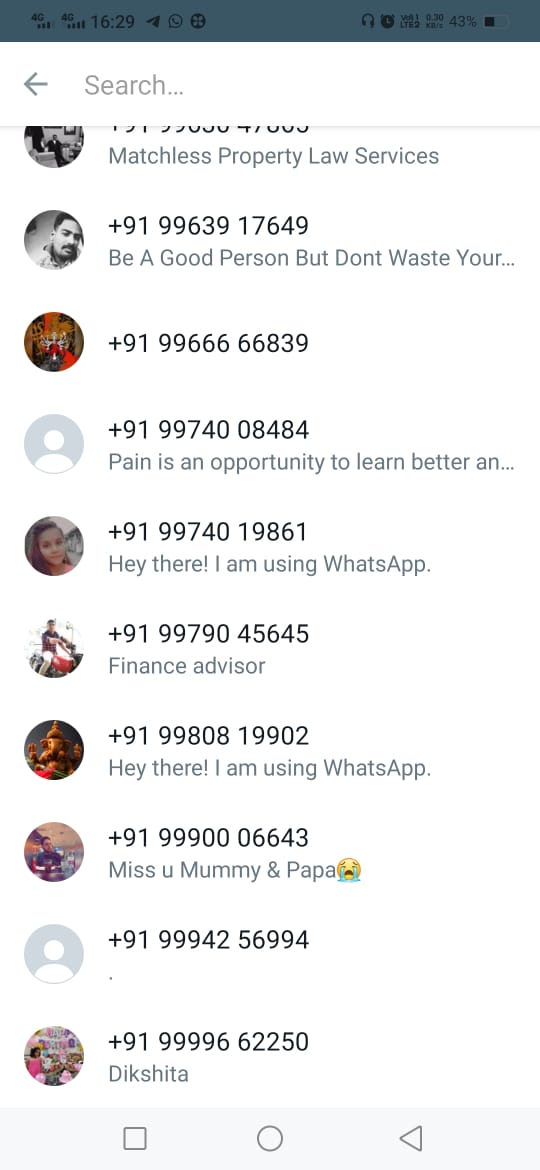 4G 4G 16:29 VoI) 1 LTE2 0.30 KB/s 43%
Search...
Matchless Property Law Services
+91 99639 17649
Be A Good Person But Dont Waste Your...
+91 99666 66839
+91 99740 08484
Pain is an opportunity to learn better an...
+91 99740 19861
Hey there! I am using WhatsApp.
+91 99790 45645
Finance advisor
+91 99808 19902
Hey there! I am using WhatsApp.
+91 99900 06643
Miss u Mummy & Papa😭
+91 99942 56994
.
+91 99996 62250
Dikshita